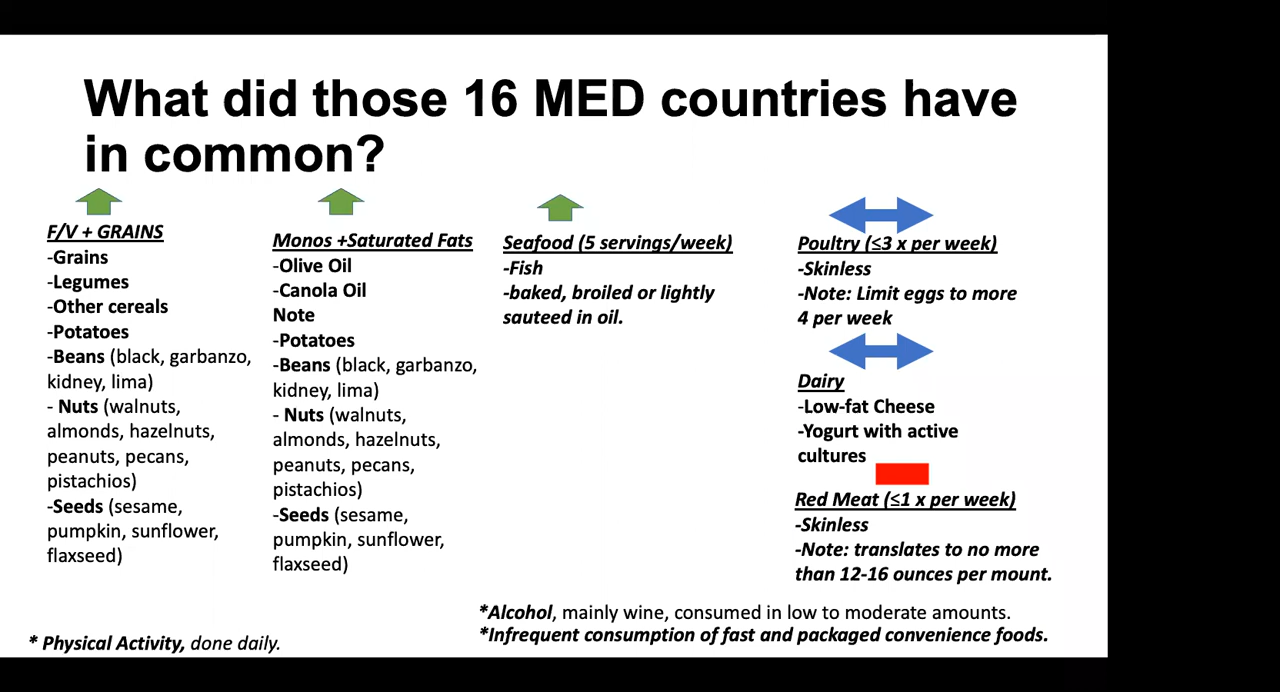 What did those 16 MED countries have
in common?
F/V + GRAINS
-Grains
-Legumes
-Other cereals
-Potatoes
-Beans (black, garbanzo,
kidney, lima)
- Nuts (walnuts,
almonds, hazelnuts,
peanuts, pecans,
pistachios)
-Seeds (sesame,
pumpkin, sunflower,
flaxseed)
Monos +Saturated Fats
-Olive Oil
-Canola Oil
Note
-Potatoes
-Beans (black, garbanzo,
kidney, lima)
- Nuts (walnuts,
almonds, hazelnuts,
peanuts, pecans,
pistachios)
-Seeds (sesame,
pumpkin, sunflower,
flaxseed)
Seafood (5 servings/week)
-Fish
-baked, broiled or lightly
sauteed in oil.
Poultry (≤3 x per week)
-Skinless
-Note: Limit eggs to more
4 per week
Dairy
-Low-fat Cheese
-Yogurt with active
cultures
Red Meat (≤1 x per week)
-Skinless
-Note: translates to no more
than 12-16 ounces per mount.
*Alcohol, mainly wine, consumed in low to moderate amounts.
*Infrequent consumption of fast and packaged convenience foods.
* Physical Activity, done daily.